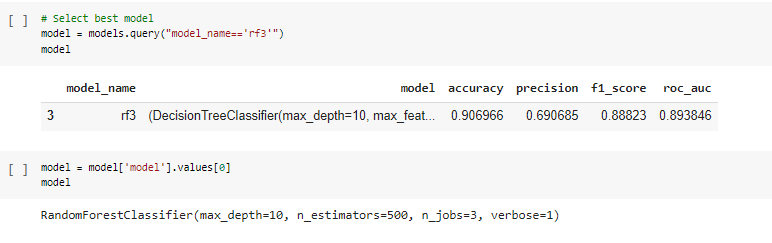 [ ] # Select best model
model = models.query("model_name=='rf3'")
model
model_name model accuracy precision f1_score roc_auc
3 rf3 (DecisionTreeClassifier(max_depth=10, max_feat... 0.906966 0.690685 0.88823 0.893846
[ ] model = model['model'].values[0]
model
RandomForestClassifier(max_depth=10, n_estimators=500, n_jobs=3, verbose=1)